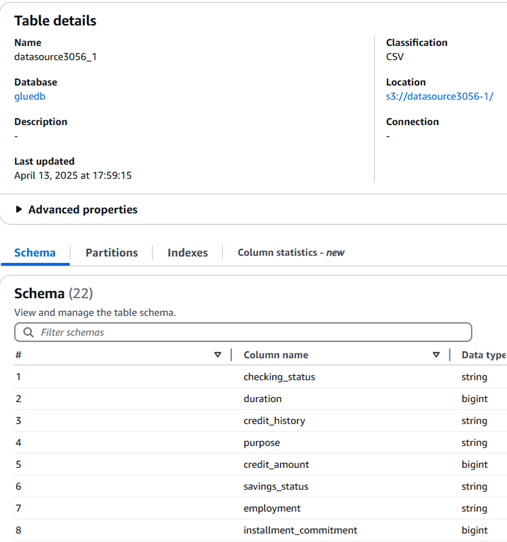 Table details
Name
datasource3056_1
Classification
CSV
Database
gluedb
Location
s3://datasource3056-1/
Description
-
Connection
-
Last updated
April 13, 2025 at 17:59:15
Advanced properties
Schema Partitions Indexes Column statistics - new
Schema (22)
View and manage the table schema.
Filter schemas
# Column name Data type
1 checking_status string
2 duration bigint
3 credit_history string
4 purpose string
5 credit_amount bigint
6 savings_status string
7 employment string
8 installment_commitment bigint